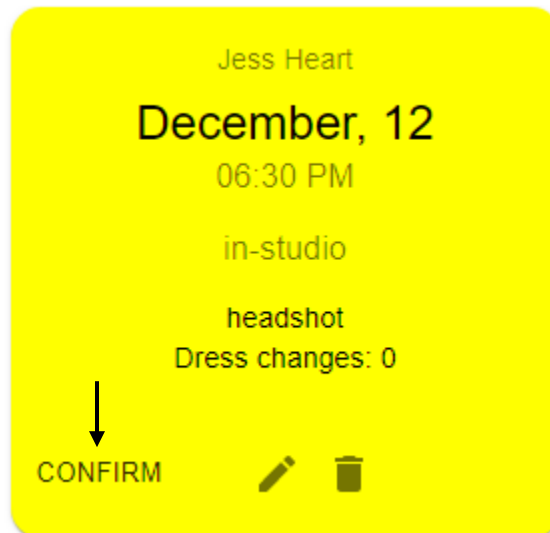 Jess Heart
December, 12
06:30 PM
in-studio
headshot
Dress changes: 0
CONFIRM